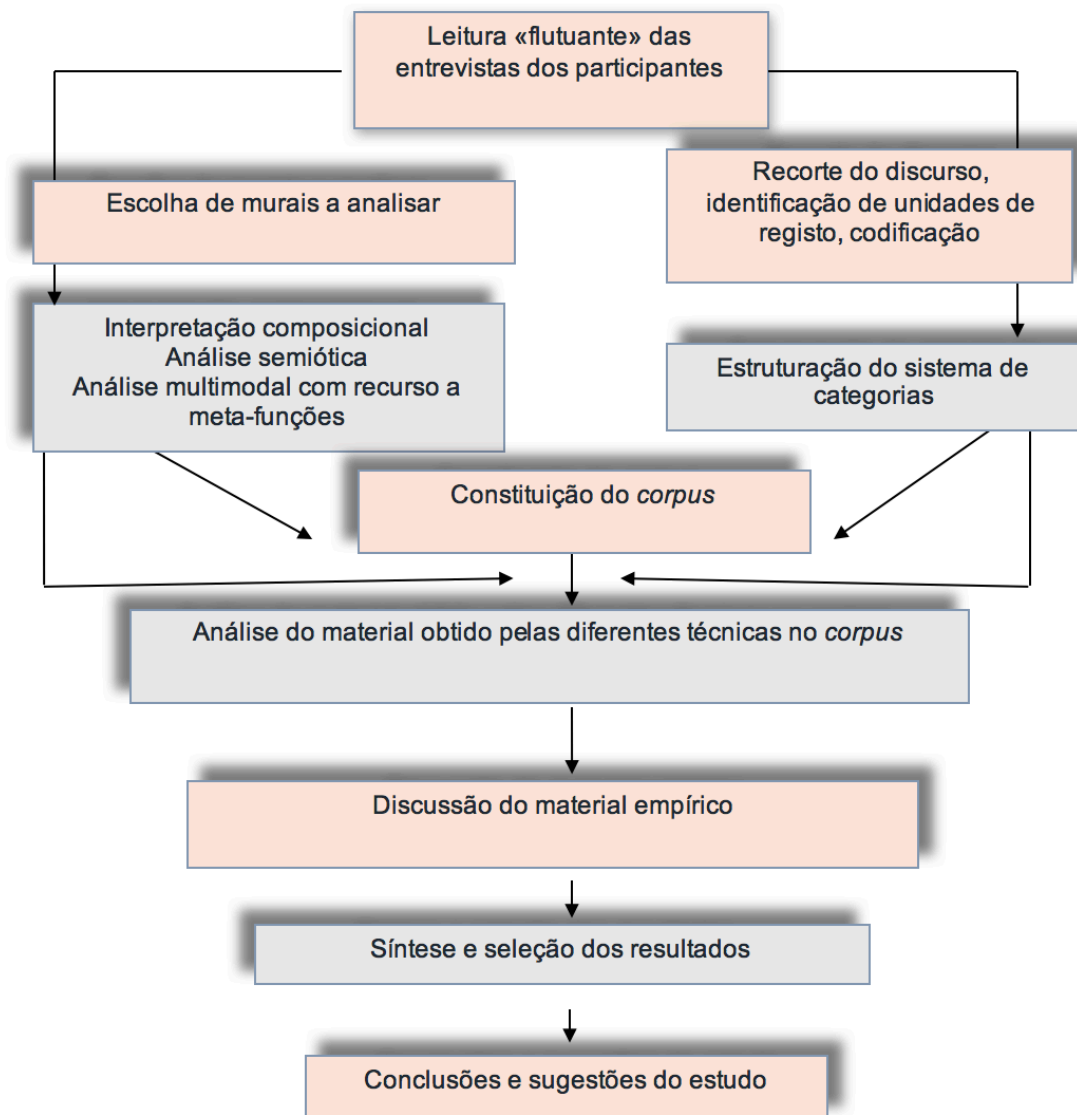 Leitura «flutuante» das
entrevistas dos participantes
Escolha de murais a analisar
Recorte do discurso,
identificação de unidades de
registo, codificação
Interpretação composicional
Análise semiótica
Análise multimodal com recurso a
meta-funções
Estruturação do sistema de
categorias
Constituição do corpus
Análise do material obtido pelas diferentes técnicas no corpus
Discussão do material empírico
Síntese e seleção dos resultados
Conclusões e sugestões do estudo